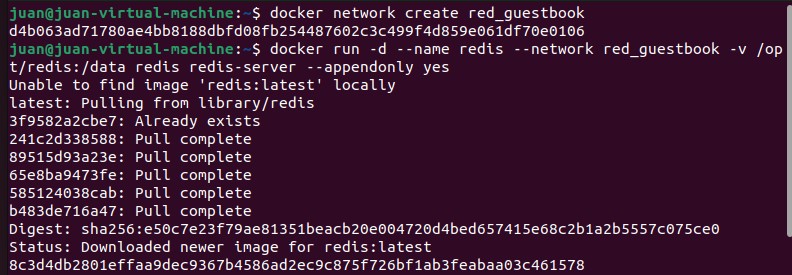 juan@juan-virtual-machine:~$ docker network create red_guestbook
d4b063ad71780ae4bb8188dbfd08fb254487602c3c499f4d859e061df70e0106
juan@juan-virtual-machine:~$ docker run -d --name redis --network red_guestbook -v /op
t/redis:/data redis redis-server --appendonly yes
Unable to find image 'redis:latest' locally
latest: Pulling from library/redis
3f9582a2cbe7: Already exists
241c2d338588: Pull complete
89515d93a23e: Pull complete
65e8ba9473fe: Pull complete
585124038cab: Pull complete
b483de716a47: Pull complete
Digest: sha256:e50c7e23f79ae81351beacb20e004720d4bed657415e68c2b1a2b5557c075ce0
Status: Downloaded newer image for redis:latest
8c3d4db2801effaa9dec9367b4586ad2ec9c875f726bf1ab3feabaa03c461578